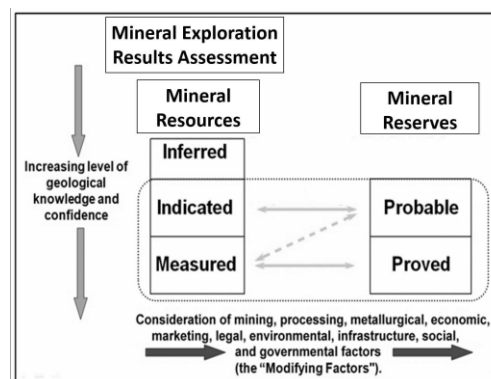 Mineral Exploration
Results Assessment
Mineral
Resources
Mineral
Reserves
Increasing level of
geological
knowledge and
confidence
Inferred
Indicated
Probable
Measured
Proved
Consideration of mining, processing, metallurgical, economic,
marketing, legal, environmental, infrastructure, social,
and governmental factors
(the “Modifying Factors”).